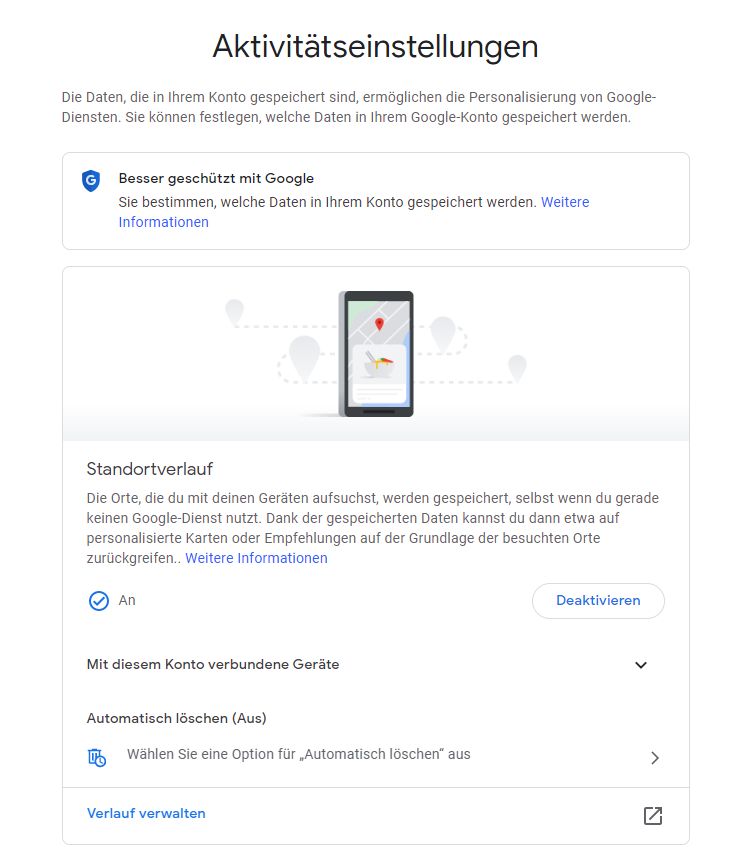 Aktivitätseinstellungen
Die Daten, die in Ihrem Konto gespeichert sind, ermöglichen die Personalisierung von Google-
Diensten. Sie können festlegen, welche Daten in Ihrem Google-Konto gespeichert werden.
G
Besser geschützt mit Google
Sie bestimmen, welche Daten in Ihrem Konto gespeichert werden. Weitere
Informationen
Standortverlauf
Die Orte, die du mit deinen Geräten aufsuchst, werden gespeichert, selbst wenn du gerade
keinen Google-Dienst nutzt. Dank der gespeicherten Daten kannst du dann etwa auf
personalisierte Karten oder Empfehlungen auf der Grundlage der besuchten Orte
zurückgreifen.. Weitere Informationen
An
Deaktivieren
Mit diesem Konto verbundene Geräte
Automatisch löschen (Aus)
Wählen Sie eine Option für „Automatisch löschen“ aus
Verlauf verwalten